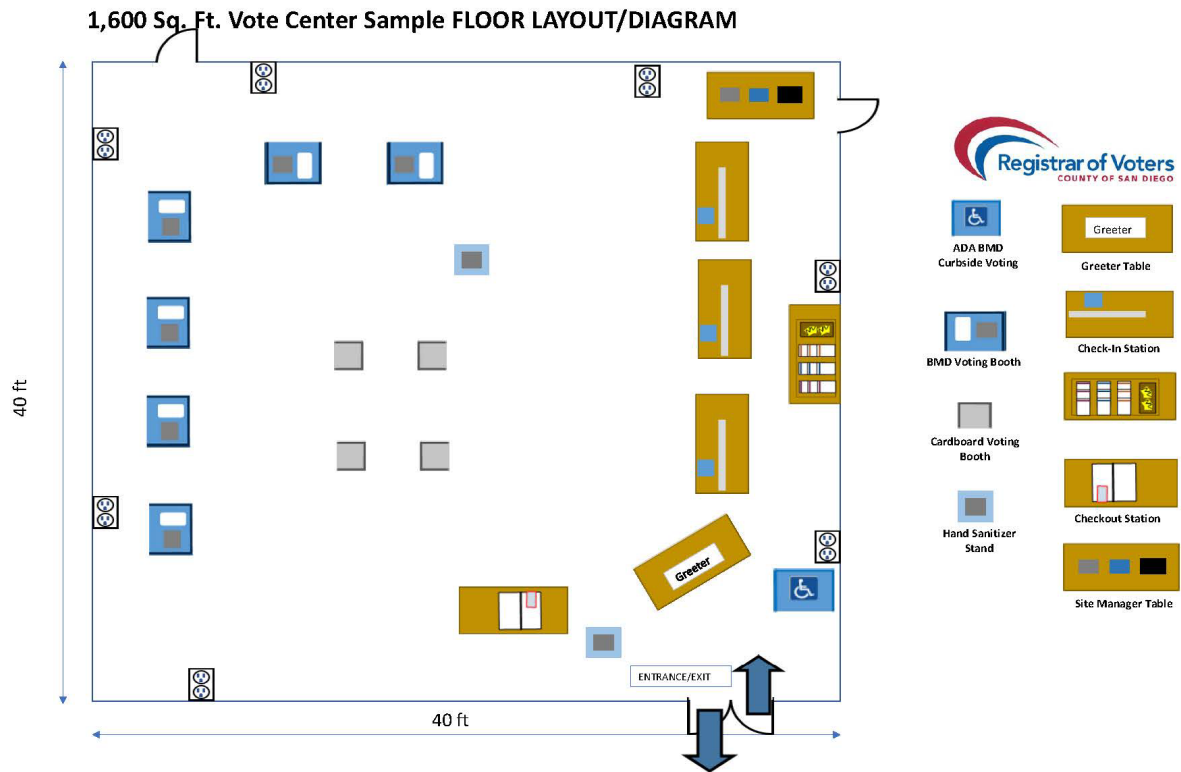 1,600 Sq. Ft. Vote Center Sample FLOOR LAYOUT/DIAGRAM
Registrar of Voters
COUNTY OF SAN DIEGO
ADA BMD
Curbside Voting
Greeter
Greeter Table
BMD Voting Booth
Check-In Station
Cardboard Voting
Booth
Hand Sanitizer
Stand
Checkout Station
Site Manager Table
40 ft
Greeter
ENTRANCE/EXIT
40 ft